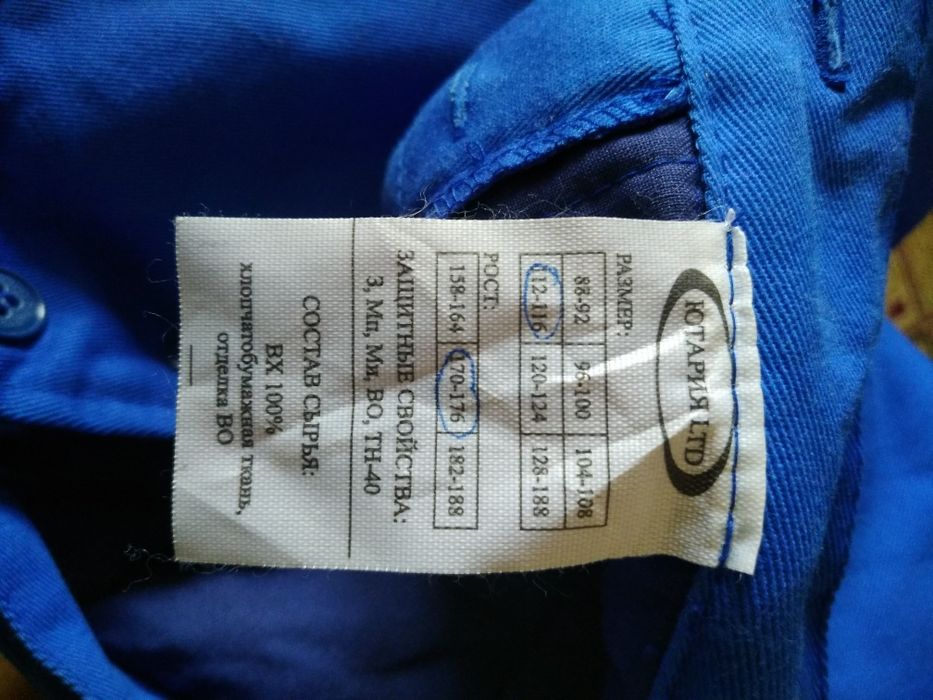 ЮТАРИЯ LTD
РАЗМЕР:
88-92 96-100 104-108
112-116 120-124 128-188
РОСТ:
158-164 170-176 182-188
ЗАЩИТНЫЕ СВОЙСТВА:
З, Мп, Ми, ВО, ТН-40
СОСТАВ СЫРЬЯ:
ВХ 100%
хлопчатобумажная ткань,
отделка ВО